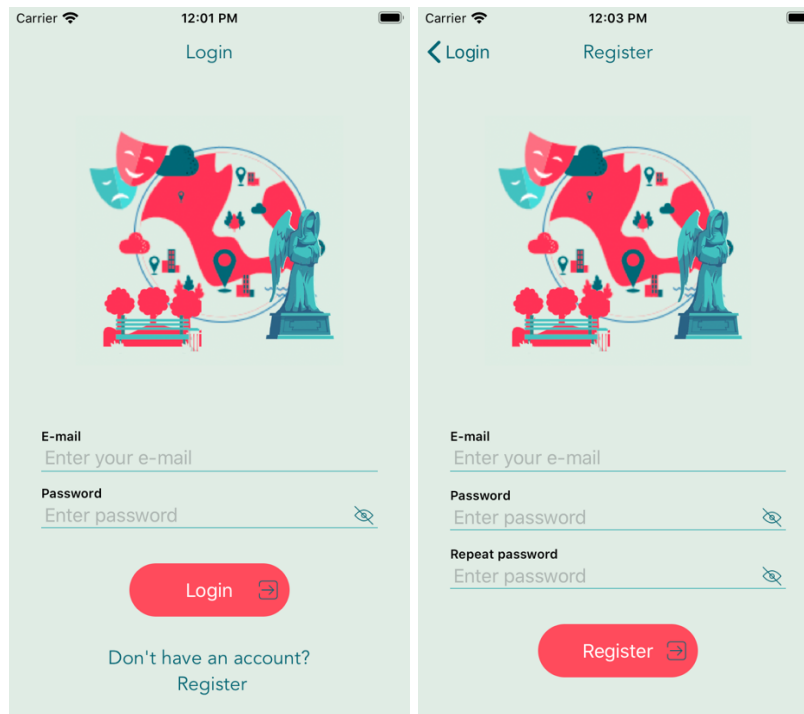 Carrier 12:01 PM
Login
E-mail
Enter your e-mail
Password
Enter password
Login
Don't have an account?
Register
Carrier 12:03 PM
Login Register
E-mail
Enter your e-mail
Password
Enter password
Repeat password
Enter password
Register